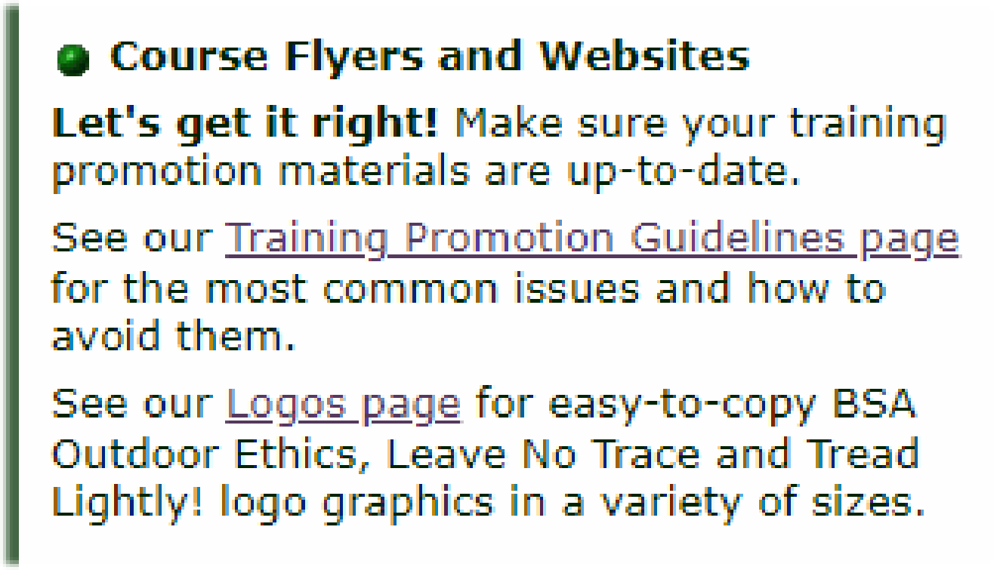 Course Flyers and Websites
Let's get it right! Make sure your training
promotion materials are up-to-date.
See our Training Promotion Guidelines page
for the most common issues and how to
avoid them.
See our Logos page for easy-to-copy BSA
Outdoor Ethics, Leave No Trace and Tread
Lightly! logo graphics in a variety of sizes.